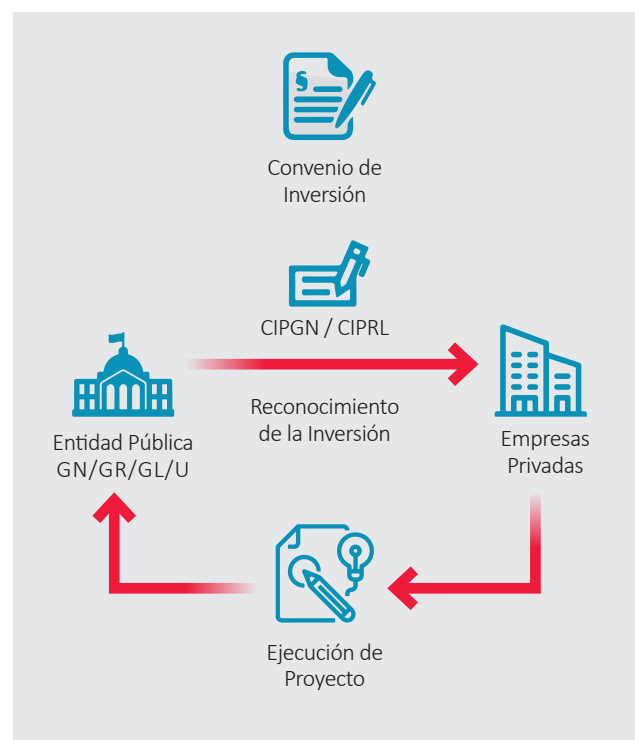 §
Convenio de
Inversión
CIPGN / CIPRL
Reconocimiento
de la Inversión
Entidad Pública
GN/GR/GL/U
Empresas
Privadas
Ejecución de
Proyecto